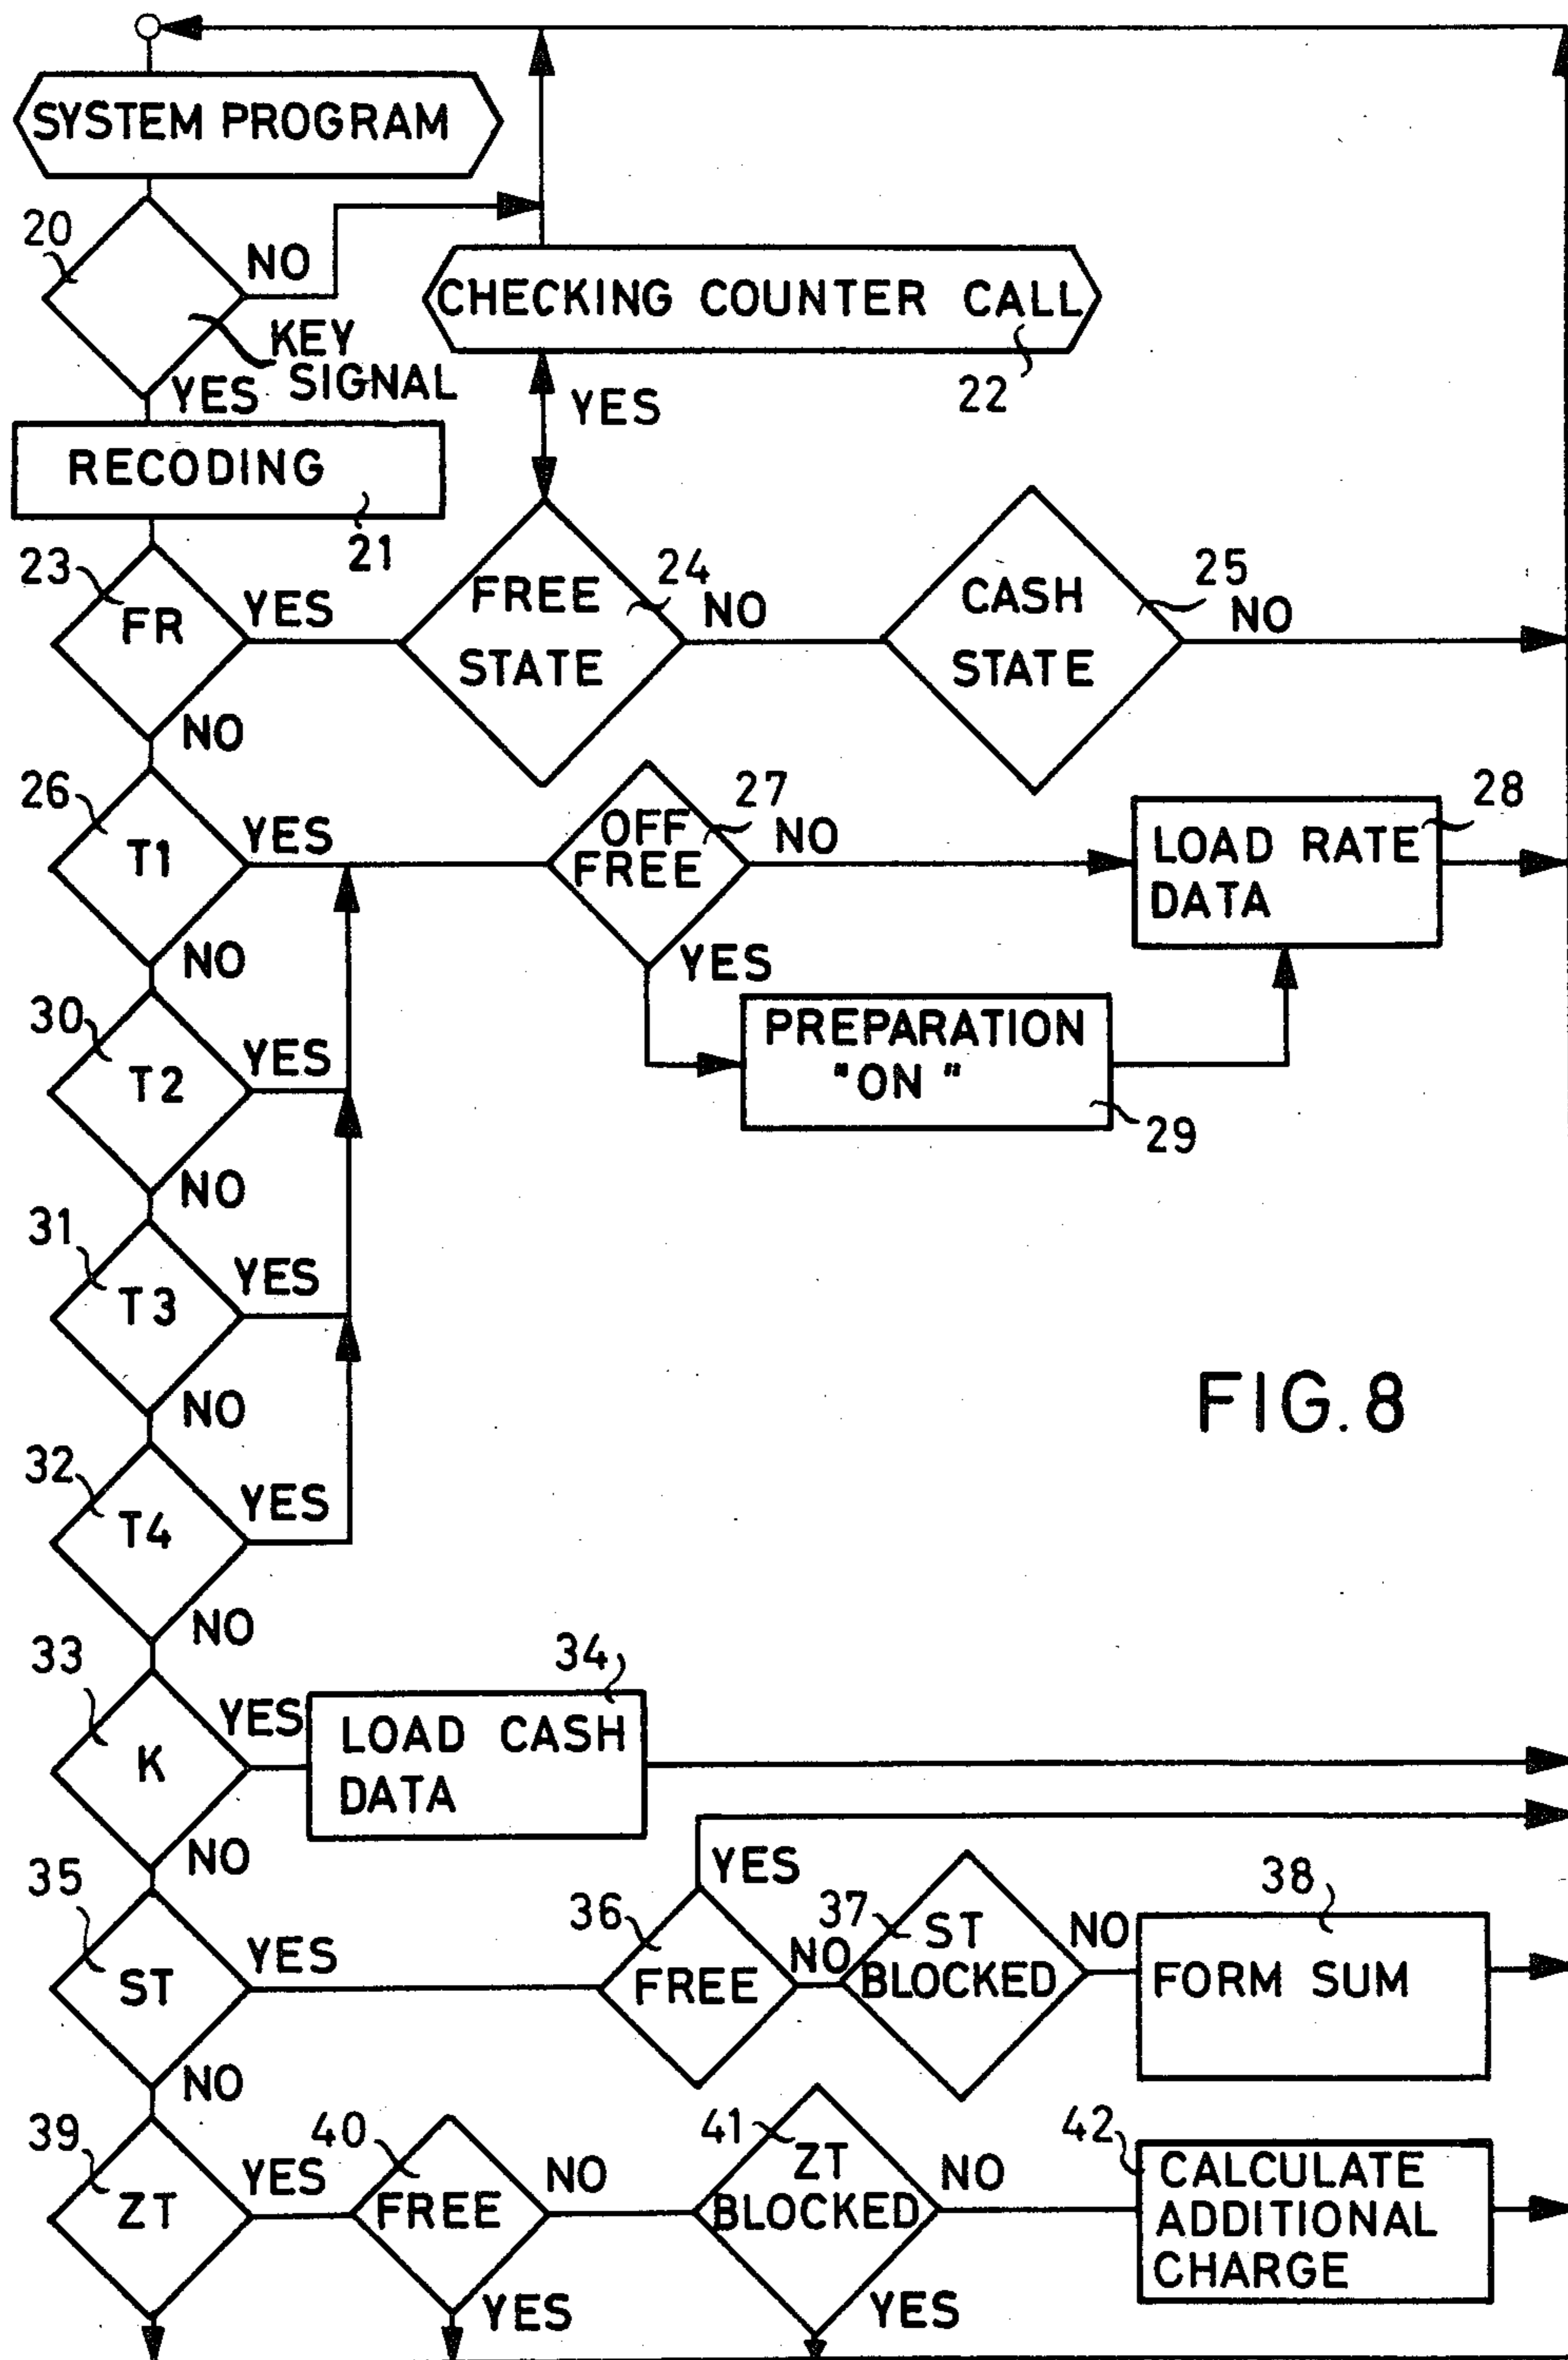 SYSTEM PROGRAM
20
NO
KEY
SIGNAL
YES
CHECKING COUNTER CALL
22
YES
RECODING
21
23
FR
YES
FREE
STATE
24
NO
CASH
STATE
25
NO
NO
26
T1
YES
OFF
FREE
27
NO
LOAD RATE
DATA
28
NO
YES
30
T2
YES
PREPARATION
"ON"
29
NO
31
T3
YES
NO
FIG. 8
32
T4
YES
NO
33
K
YES
34
LOAD CASH
DATA
NO
35
ST
YES
36
FREE
YES
NO
37
ST
BLOCKED
NO
38
FORM SUM
NO
39
ZT
YES
40
FREE
NO
YES
41
ZT
BLOCKED
NO
YES
42
CALCULATE
ADDITIONAL
CHARGE